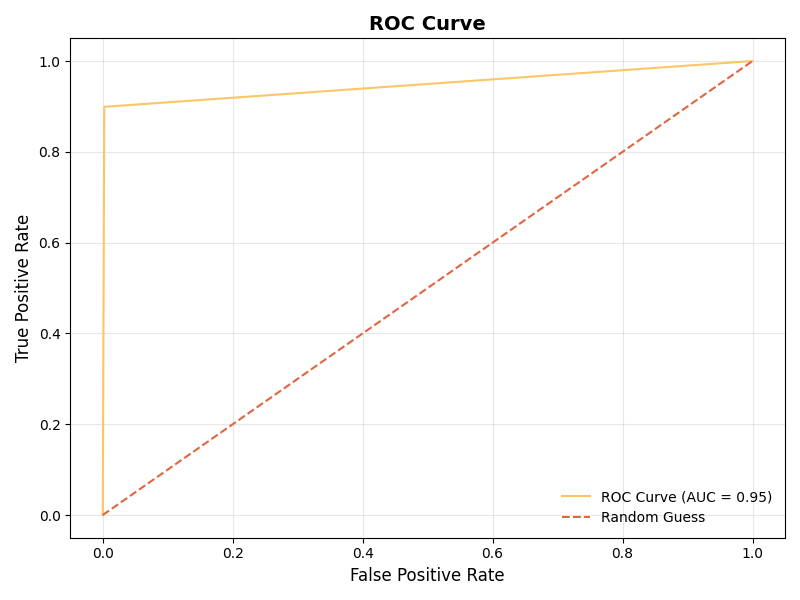 ROC Curve
True Positive Rate
1.0
0.8
0.6
0.4
0.2
0.0
0.0 0.2 0.4 0.6 0.8 1.0
False Positive Rate
ROC Curve (AUC = 0.95)
Random Guess